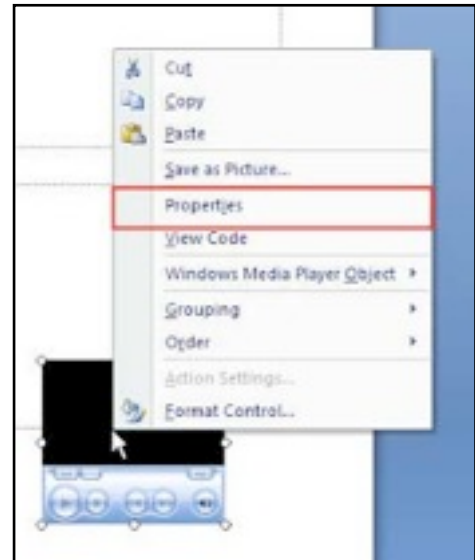 Cut
Copy
Paste
Save as Picture...
Properties
View Code
Windows Media Player Object
Grouping
Order
Action Settings...
Format Control...